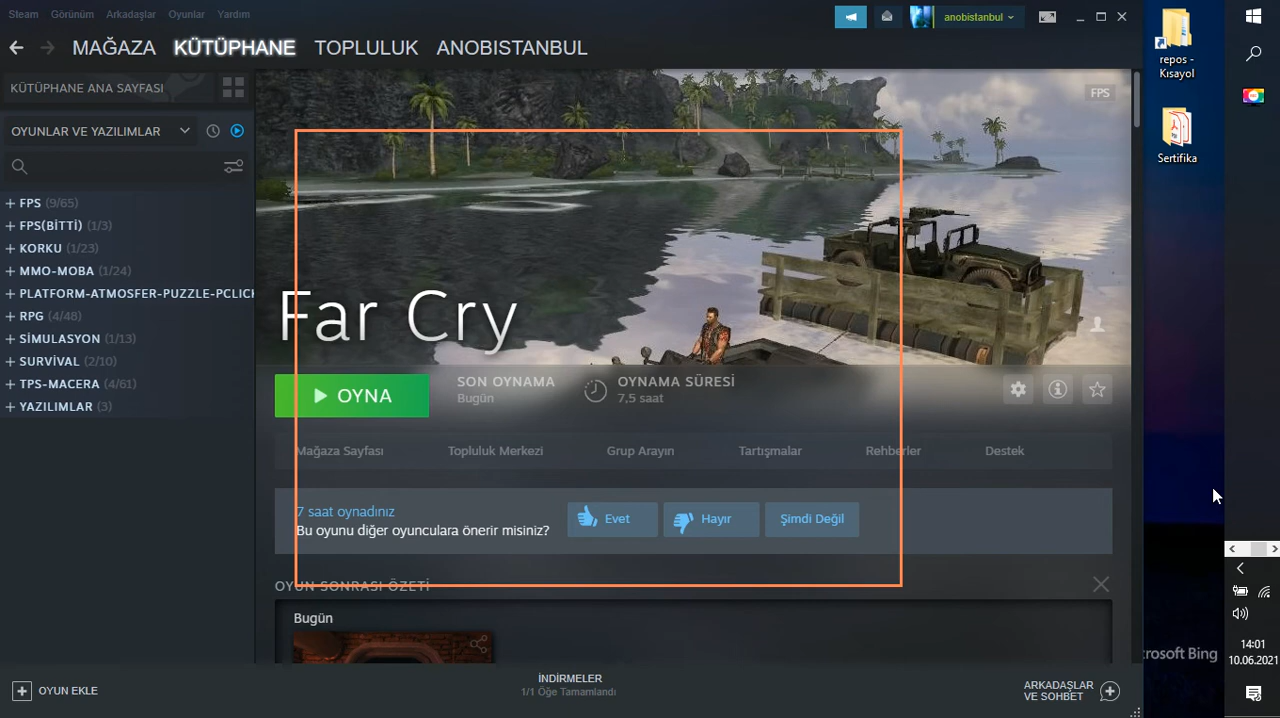 Steam Görünüm Arkadaşlar Oyunlar Yardım
anobistanbul
MAĞAZA KÜTÜPHANE TOPLULUK ANOBISTANBUL
KÜTÜPHANE ANA SAYFASI
OYUNLAR VE YAZILIMLAR
+ FPS (9/65)
+ FPS(BİTTİ) (1/3)
+ KORKU (1/23)
+ MMO-MOBA (1/24)
+ PLATFORM-ATMOSFER-PUZZLE-PCLICK
+ RPG (4/48)
+ SİMULASYON (1/13)
+ SURVİVAL (2/10)
+ TPS-MACERA (4/61)
+ YAZILIMLAR (3)
FPS
Far Cry
OYNA
SON OYNAMA
Bugün
OYNAMA SÜRESİ
7,5 saat
Mağaza Sayfası Topluluk Merkezi Grup Arayın Tartışmalar Rehberler Destek
7 saat oynadınız
Bu oyunu diğer oyunculara önerir misiniz?
Evet Hayır Şimdi Değil
OYUN SONRASI ÖZETİ
Bugün
OYUN EKLE
İNDİRMELER
1/1 Öğe Tamamlandı
ARKADAŞLAR
VE SOHBET
repos -
Kısayol
Sertifika
rosoft Bing
14:01
10.06.2021